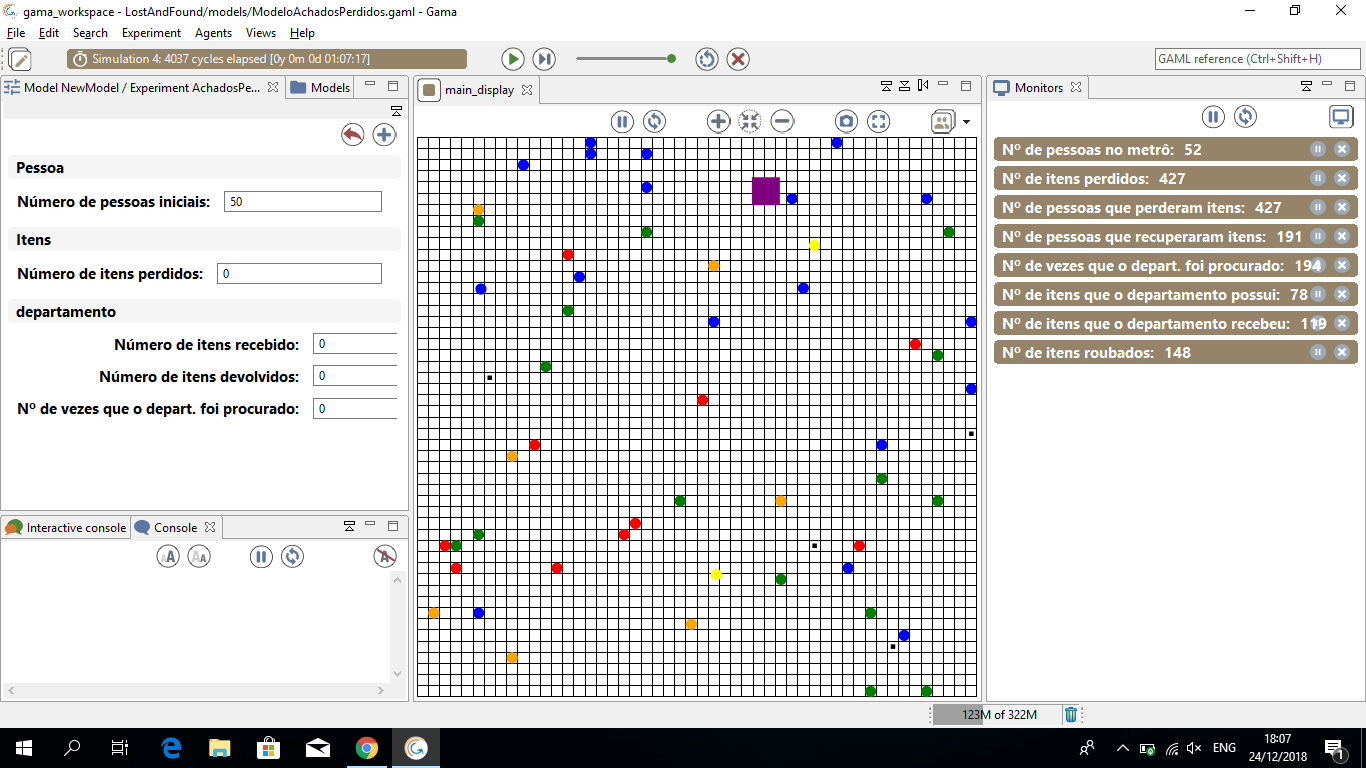 gama_workspace - LostAndFound/models/ModeloAchadosPerdidos.gaml - Gama
File Edit Search Experiment Agents Views Help
Simulation 4: 4037 cycles elapsed [0y 0m 0d 01:07:17]
GAML reference (Ctrl+Shift+H)
Model NewModel / Experiment AchadosPe...
Models
Pessoa
Número de pessoas iniciais: 50
Itens
Número de itens perdidos: 0
departamento
Número de itens recebido: 0
Número de itens devolvidos: 0
Nº de vezes que o depart. foi procurado: 0
Interactive console
Console
main_display
Monitors
Nº de pessoas no metrô: 52
Nº de itens perdidos: 427
Nº de pessoas que perderam itens: 427
Nº de pessoas que recuperaram itens: 191
Nº de vezes que o depart. foi procurado: 194
Nº de itens que o departamento possui: 78
Nº de itens que o departamento recebeu: 119
Nº de itens roubados: 148
123M of 322M
ENG
18:07
24/12/2018
1